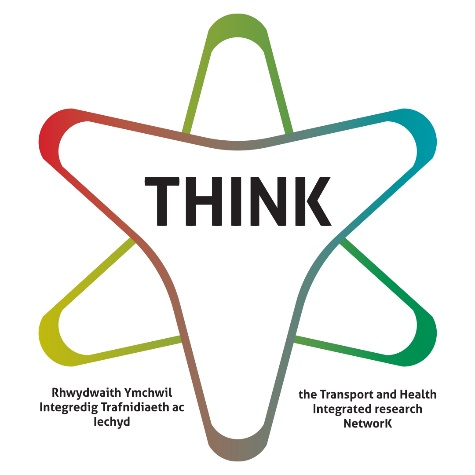 THINK
Rhwydwaith Ymchwil
Integredig Trafnidiaeth ac
Iechyd
the Transport and Health
Integrated research
NetworK